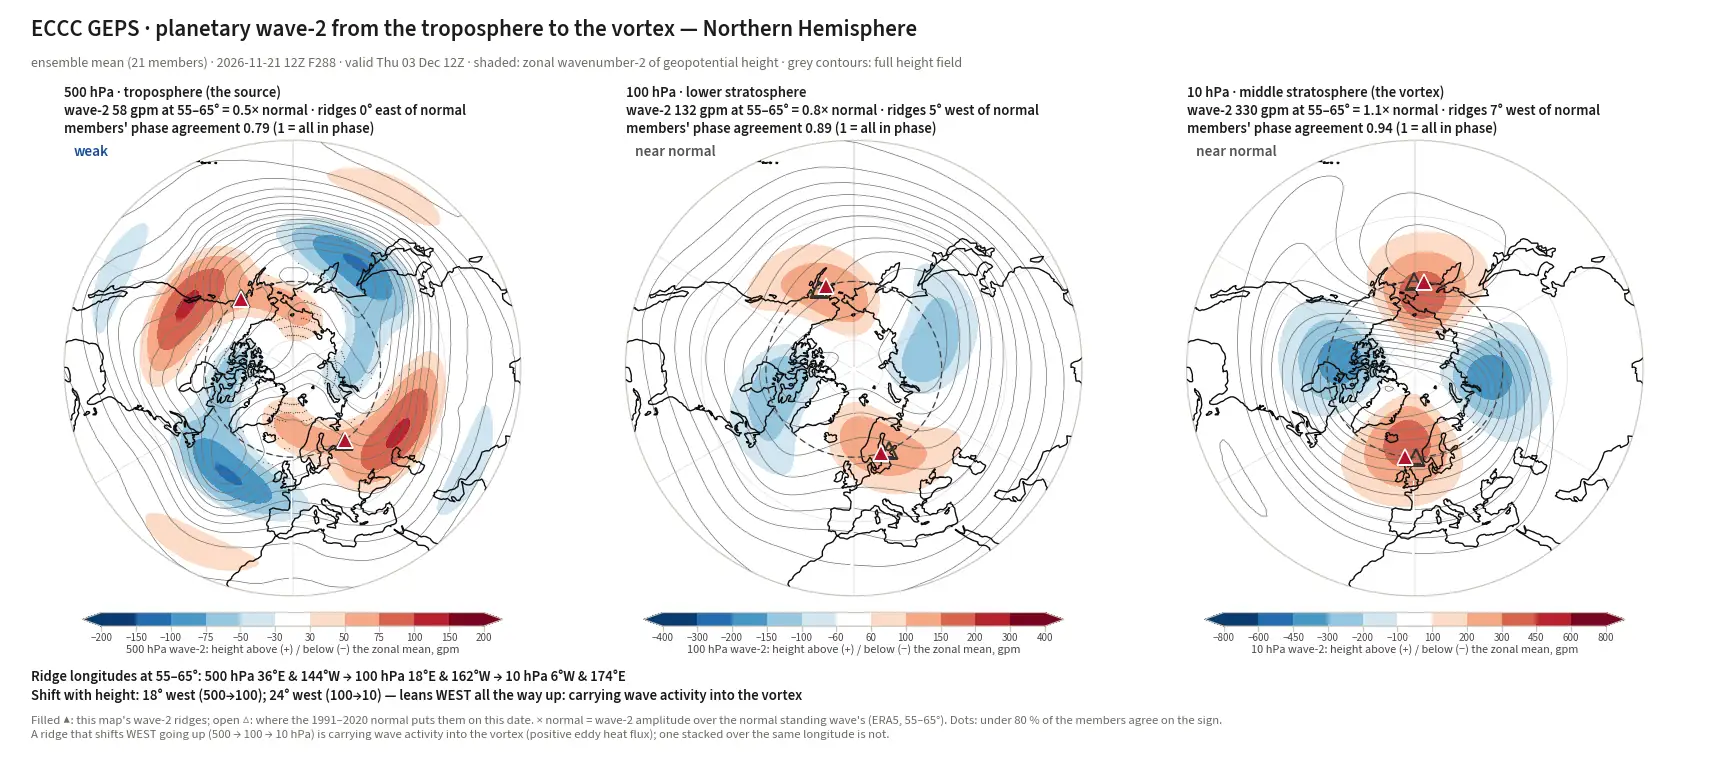 ECCC GEPS · planetary wave-2 from the troposphere to the vortex — Northern Hemisphere
ensemble mean (21 members) · 2026-11-21 12Z F288 · valid Thu 03 Dec 12Z · shaded: zonal wavenumber-2 of geopotential height · grey contours: full height field
500 hPa · troposphere (the source)
wave-2 58 gpm at 55–65° = 0.5× normal · ridges 0° east of normal
members' phase agreement 0.79 (1 = all in phase)
weak
100 hPa · lower stratosphere
wave-2 132 gpm at 55–65° = 0.8× normal · ridges 5° west of normal
members' phase agreement 0.89 (1 = all in phase)
near normal
10 hPa · middle stratosphere (the vortex)
wave-2 330 gpm at 55–65° = 1.1× normal · ridges 7° west of normal
members' phase agreement 0.94 (1 = all in phase)
near normal
−200 −150 −100 −75 −50 −30 30 50 75 100 150 200
500 hPa wave-2: height above (+) / below (−) the zonal mean, gpm
−400 −300 −200 −150 −100 −60 60 100 150 200 300 400
100 hPa wave-2: height above (+) / below (−) the zonal mean, gpm
−800 −600 −450 −300 −200 −100 100 200 300 450 600 800
10 hPa wave-2: height above (+) / below (−) the zonal mean, gpm
Ridge longitudes at 55–65°: 500 hPa 36°E & 144°W → 100 hPa 18°E & 162°W → 10 hPa 6°W & 174°E
Shift with height: 18° west (500→100); 24° west (100→10) — leans WEST all the way up: carrying wave activity into the vortex
Filled ▲: this map's wave-2 ridges; open △: where the 1991–2020 normal puts them on this date. × normal = wave-2 amplitude over the normal standing wave's (ERA5, 55–65°). Dots: under 80 % of the members agree on the sign.
A ridge that shifts WEST going up (500 → 100 → 10 hPa) is carrying wave activity into the vortex (positive eddy heat flux); one stacked over the same longitude is not.